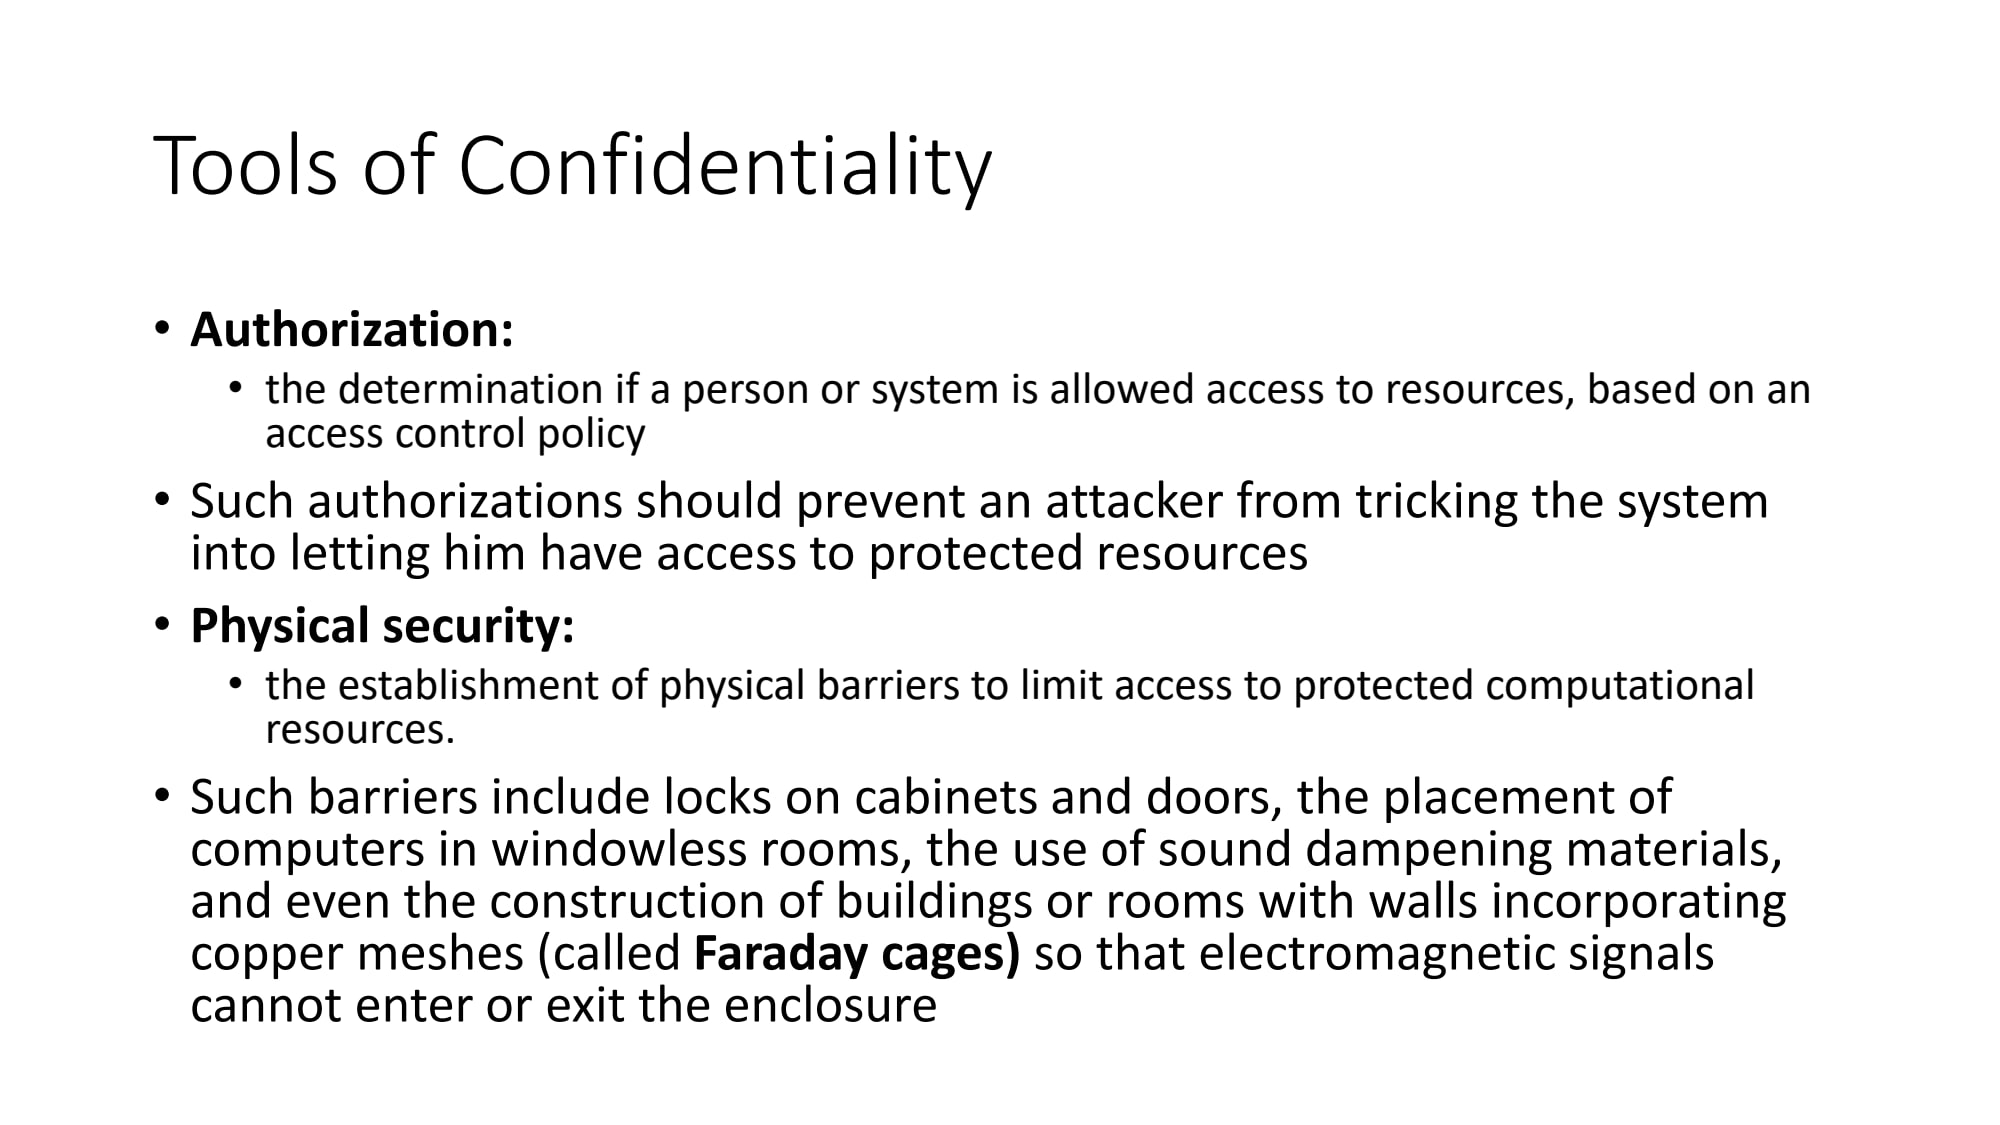 Tools of Confidentiality
• Authorization:
• the determination if a person or system is allowed access to resources, based on an
access control policy
• Such authorizations should prevent an attacker from tricking the system
into letting him have access to protected resources
• Physical security:
• the establishment of physical barriers to limit access to protected computational
resources.
• Such barriers include locks on cabinets and doors, the placement of
computers in windowless rooms, the use of sound dampening materials,
and even the construction of buildings or rooms with walls incorporating
copper meshes (called Faraday cages) so that electromagnetic signals
cannot enter or exit the enclosure